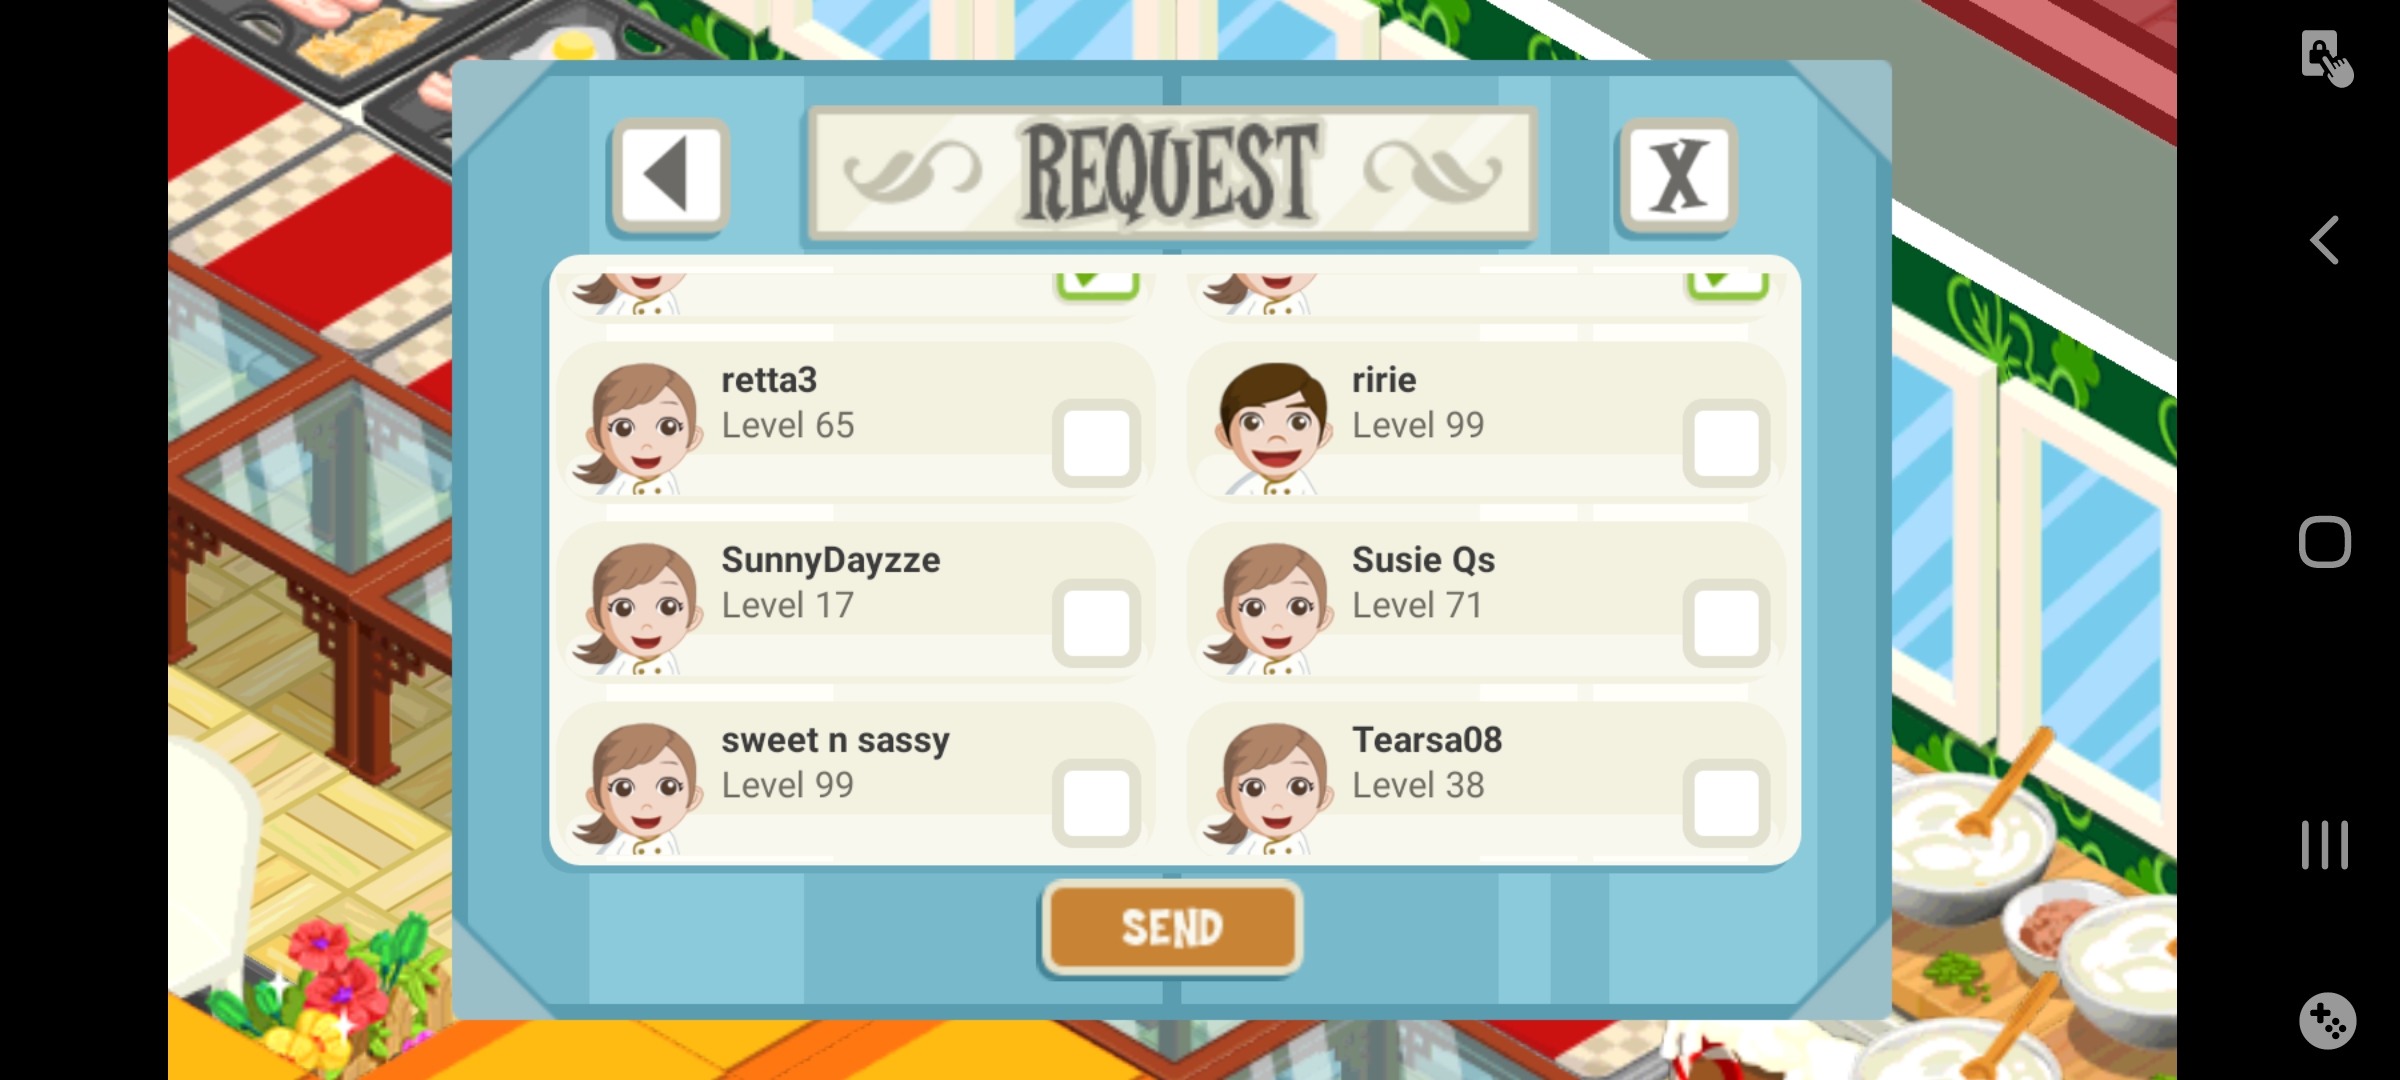 REQUEST
X
retta3
Level 65
ririe
Level 99
SunnyDayzze
Level 17
Susie Qs
Level 71
sweet n sassy
Level 99
Tearsa08
Level 38
SEND